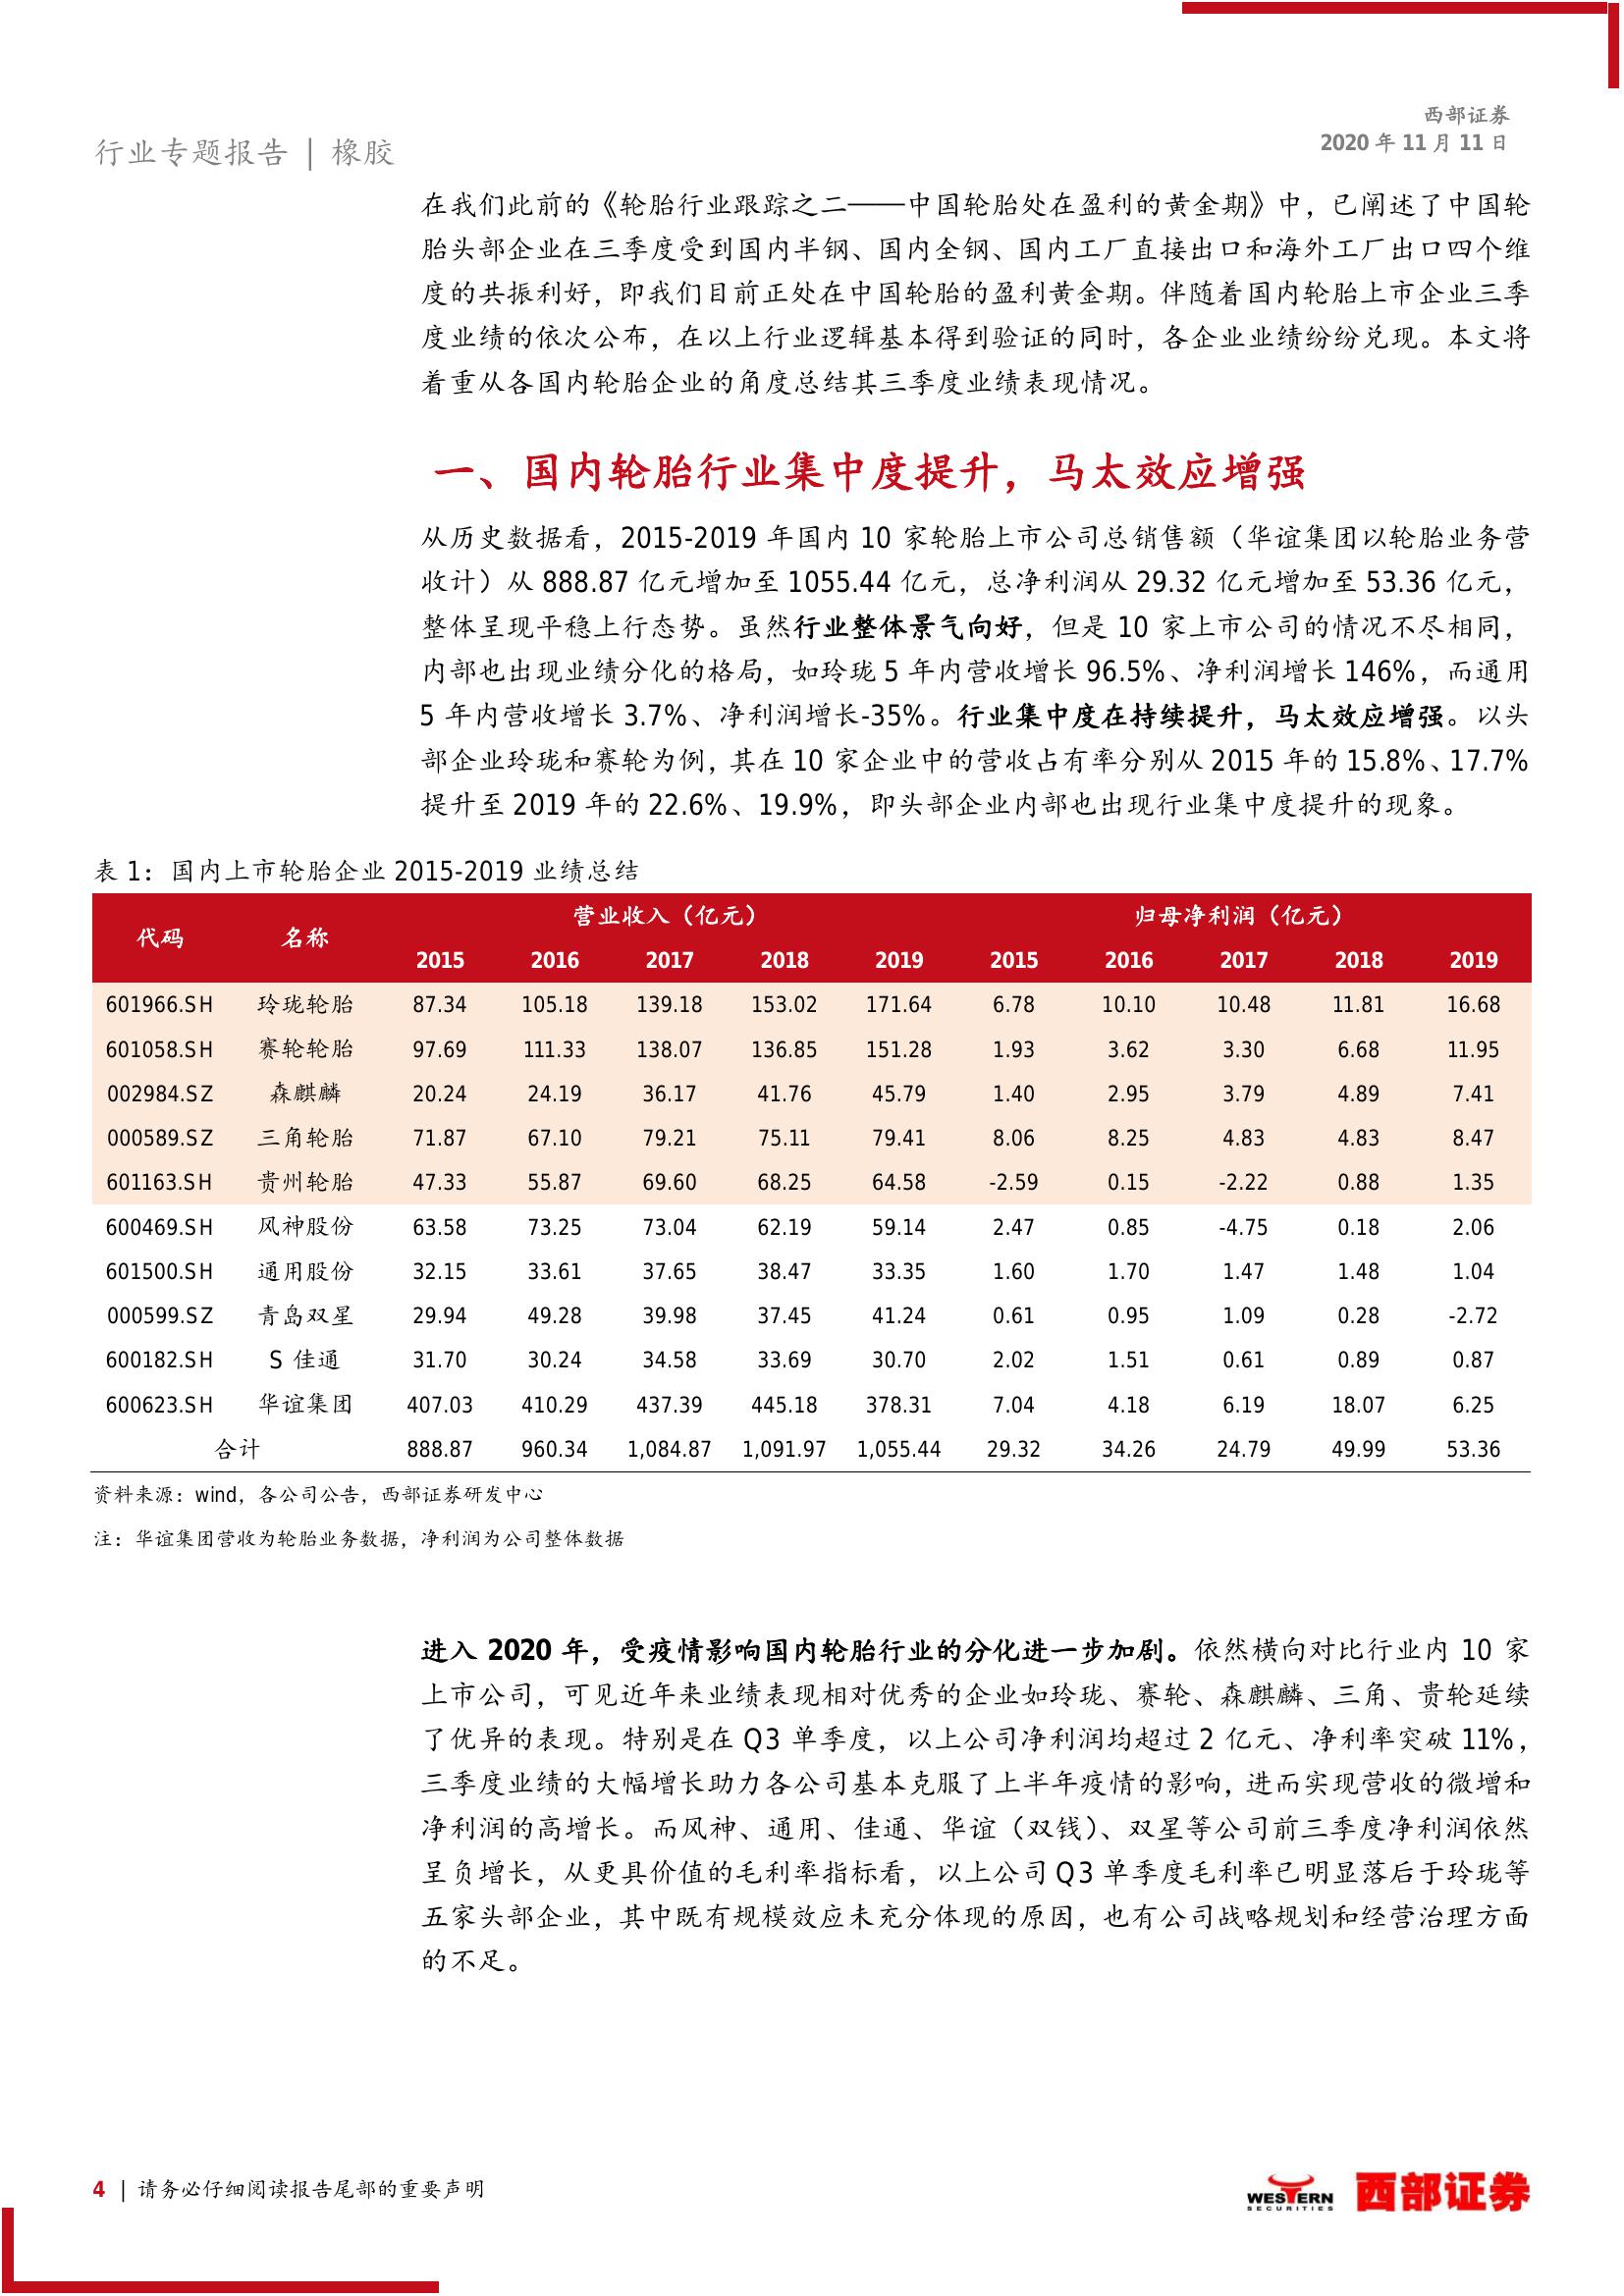 西部证券
2020 年 11 月 11 日
行业专题报告 | 橡胶
在我们此前的《轮胎行业跟踪之二——中国轮胎处在盈利的黄金期》中，已阐述了中国轮
胎头部企业在三季度受到国内半钢、国内全钢、国内工厂直接出口和海外工厂出口四个维
度的共振利好，即我们目前正处在中国轮胎的盈利黄金期。伴随着国内轮胎上市企业三季
度业绩的依次公布，在以上行业逻辑基本得到验证的同时，各企业业绩纷纷兑现。本文将
着重从各国内轮胎企业的角度总结其三季度业绩表现情况。
一、国内轮胎行业集中度提升，马太效应增强
从历史数据看，2015-2019 年国内 10 家轮胎上市公司总销售额（华谊集团以轮胎业务营
收计）从 888.87 亿元增加至 1055.44 亿元，总净利润从 29.32 亿元增加至 53.36 亿元，
整体呈现平稳上行态势。虽然行业整体景气向好，但是 10 家上市公司的情况不尽相同，
内部也出现业绩分化的格局，如玲珑 5 年内营收增长 96.5%、净利润增长 146%，而通用
5 年内营收增长 3.7%、净利润增长-35%。行业集中度在持续提升，马太效应增强。以头
部企业玲珑和赛轮为例，其在 10 家企业中的营收占有率分别从 2015 年的 15.8%、17.7%
提升至 2019 年的 22.6%、19.9%，即头部企业内部也出现行业集中度提升的现象。
表 1：国内上市轮胎企业 2015-2019 业绩总结
代码 名称 营业收入（亿元） 归母净利润（亿元）
2015 2016 2017 2018 2019 2015 2016 2017 2018 2019
601966.SH 玲珑轮胎 87.34 105.18 139.18 153.02 171.64 6.78 10.10 10.48 11.81 16.68
601058.SH 赛轮轮胎 97.69 111.33 138.07 136.85 151.28 1.93 3.62 3.30 6.68 11.95
002984.SZ 森麒麟 20.24 24.19 36.17 41.76 45.79 1.40 2.95 3.79 4.89 7.41
000589.SZ 三角轮胎 71.87 67.10 79.21 75.11 79.41 8.06 8.25 4.83 4.83 8.47
601163.SH 贵州轮胎 47.33 55.87 69.60 68.25 64.58 -2.59 0.15 -2.22 0.88 1.35
600469.SH 风神股份 63.58 73.25 73.04 62.19 59.14 2.47 0.85 -4.75 0.18 2.06
601500.SH 通用股份 32.15 33.61 37.65 38.47 33.35 1.60 1.70 1.47 1.48 1.04
000599.SZ 青岛双星 29.94 49.28 39.98 37.45 41.24 0.61 0.95 1.09 0.28 -2.72
600182.SH S 佳通 31.70 30.24 34.58 33.69 30.70 2.02 1.51 0.61 0.89 0.87
600623.SH 华谊集团 407.03 410.29 437.39 445.18 378.31 7.04 4.18 6.19 18.07 6.25
合计 888.87 960.34 1,084.87 1,091.97 1,055.44 29.32 34.26 24.79 49.99 53.36
资料来源：wind，各公司公告，西部证券研发中心
注：华谊集团营收为轮胎业务数据，净利润为公司整体数据
进入 2020 年，受疫情影响国内轮胎行业的分化进一步加剧。依然横向对比行业内 10 家
上市公司，可见近年来业绩表现相对优秀的企业如玲珑、赛轮、森麒麟、三角、贵轮延续
了优异的表现。特别是在 Q3 单季度，以上公司净利润均超过 2 亿元、净利率突破 11%，
三季度业绩的大幅增长助力各公司基本克服了上半年疫情的影响，进而实现营收的微增和
净利润的高增长。而风神、通用、佳通、华谊（双钱）、双星等公司前三季度净利润依然
呈负增长，从更具价值的毛利率指标看，以上公司 Q3 单季度毛利率已明显落后于玲珑等
五家头部企业，其中既有规模效应未充分体现的原因，也有公司战略规划和经营治理方面
的不足。
4 | 请务必仔细阅读报告尾部的重要声明
WESTERN
SECURITIES
西部证券